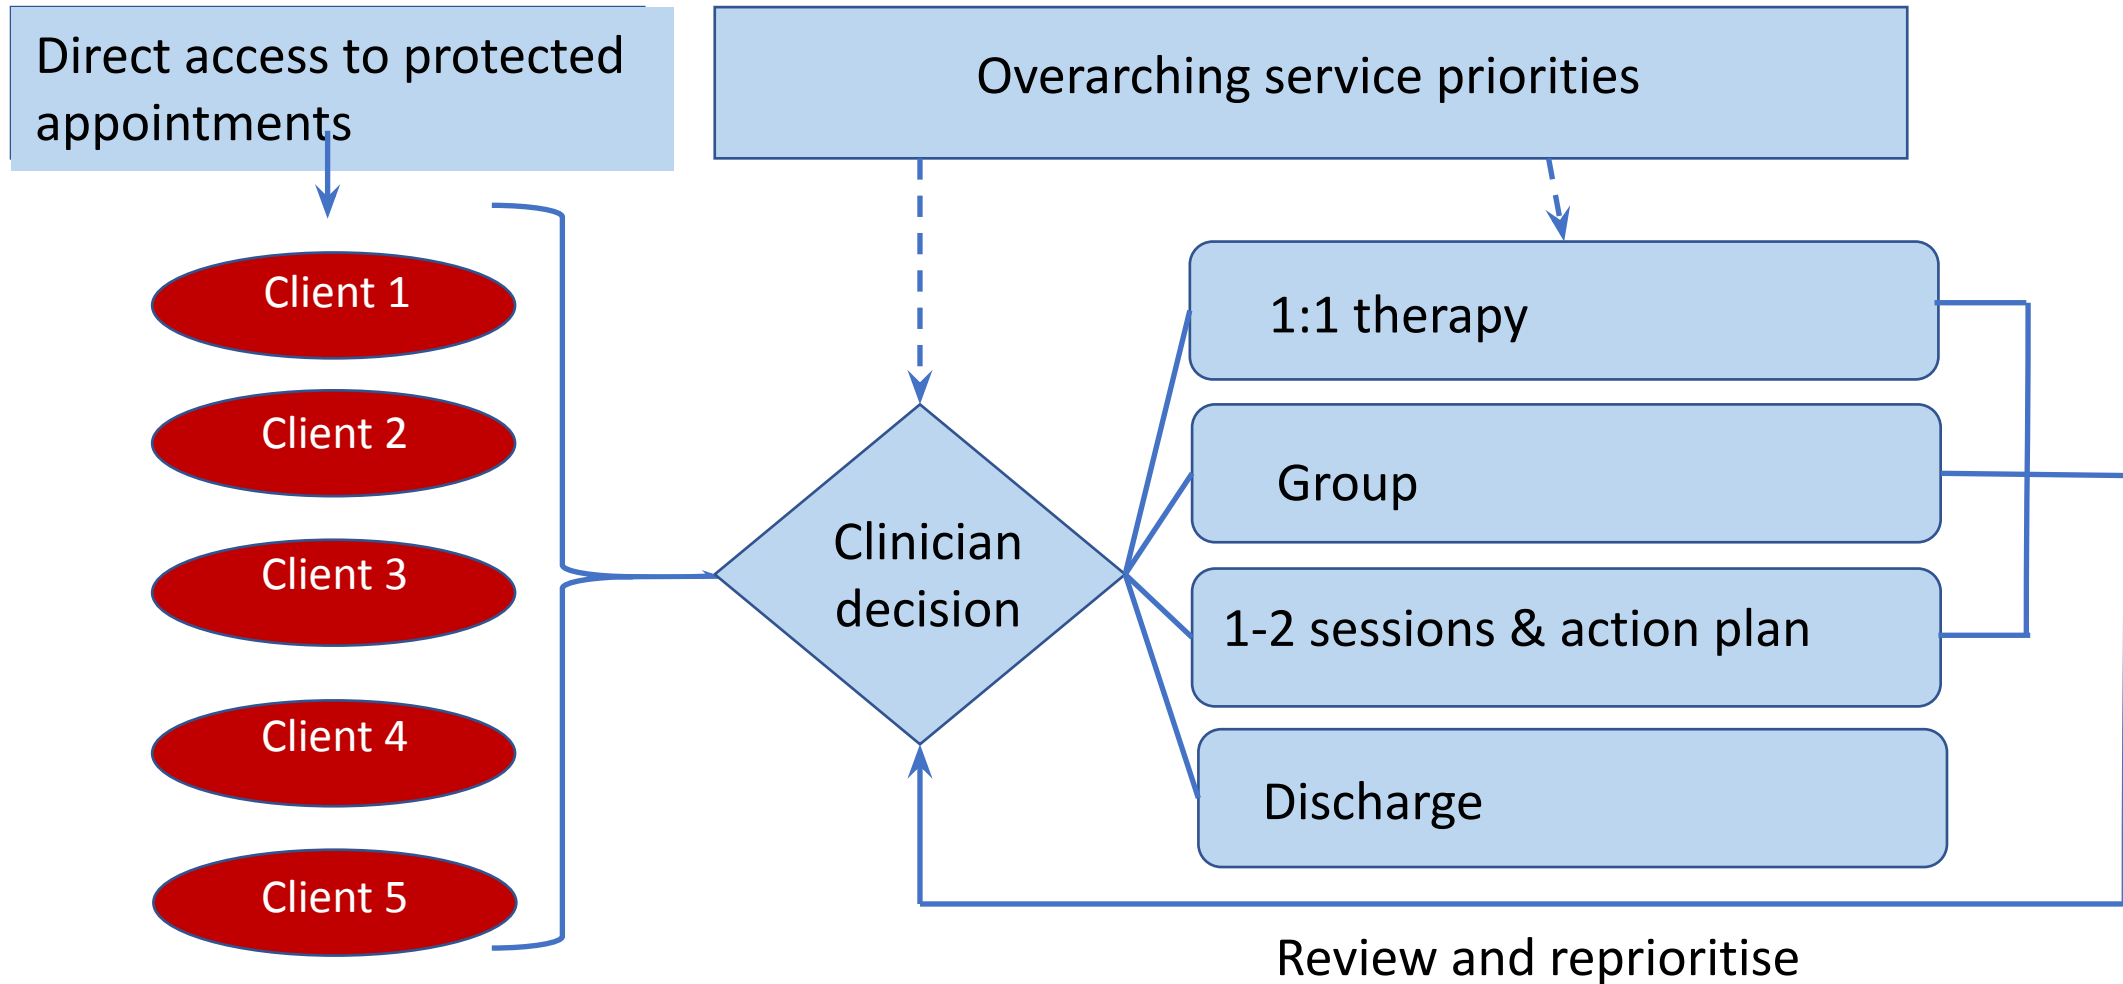 Direct access to protected
appointments
Overarching service priorities
Client 1
Client 2
Client 3
Client 4
Client 5
Clinician
decision
1:1 therapy
Group
1-2 sessions & action plan
Discharge
Review and reprioritise